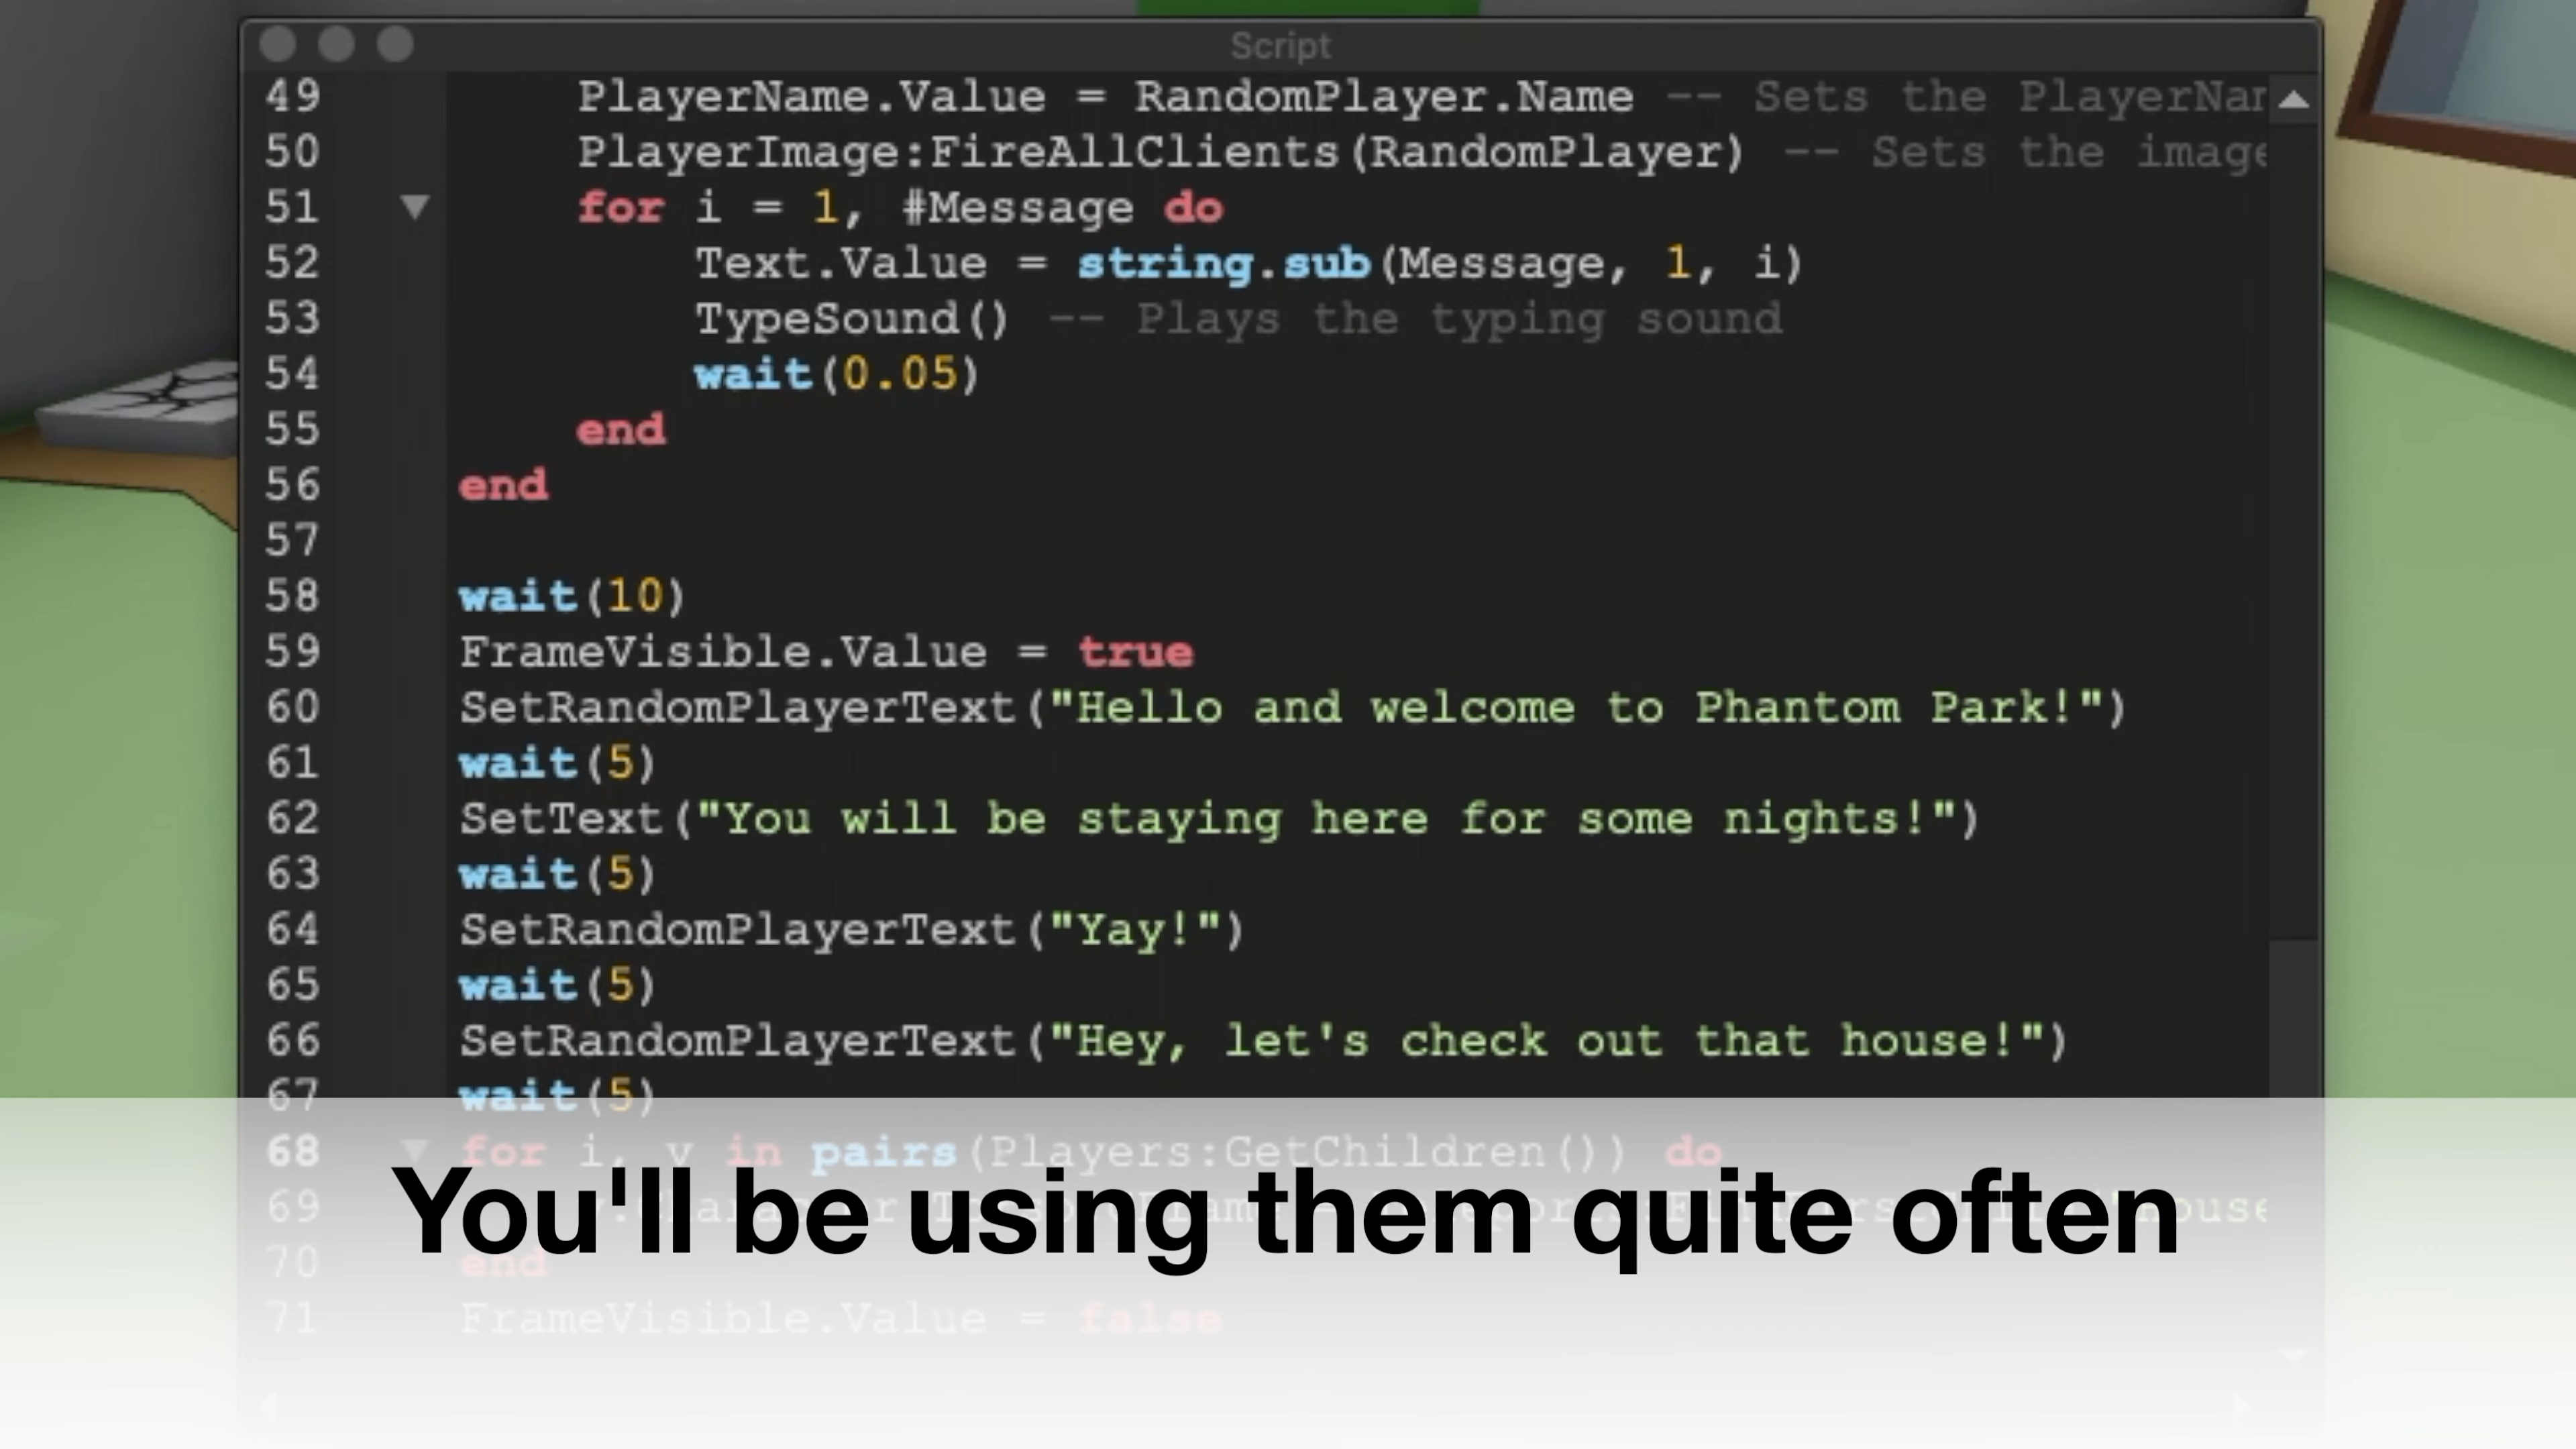 Script
49 PlayerName.Value = RandomPlayer.Name -- Sets the PlayerNam
50 PlayerImage:FireAllClients(RandomPlayer) -- Sets the image
51 for i = 1, #Message do
52 Text.Value = string.sub(Message, 1, i)
53 TypeSound() -- Plays the typing sound
54 wait(0.05)
55 end
56 end
57
58 wait(10)
59 FrameVisible.Value = true
60 SetRandomPlayerText("Hello and welcome to Phantom Park!")
61 wait(5)
62 SetText("You will be staying here for some nights!")
63 wait(5)
64 SetRandomPlayerText("Yay!")
65 wait(5)
66 SetRandomPlayerText("Hey, let's check out that house!")
67 wait(5)
68 for i, v in pairs(Players:GetChildren()) do
69
70 end
71 FrameVisible.Value = false
You'll be using them quite often